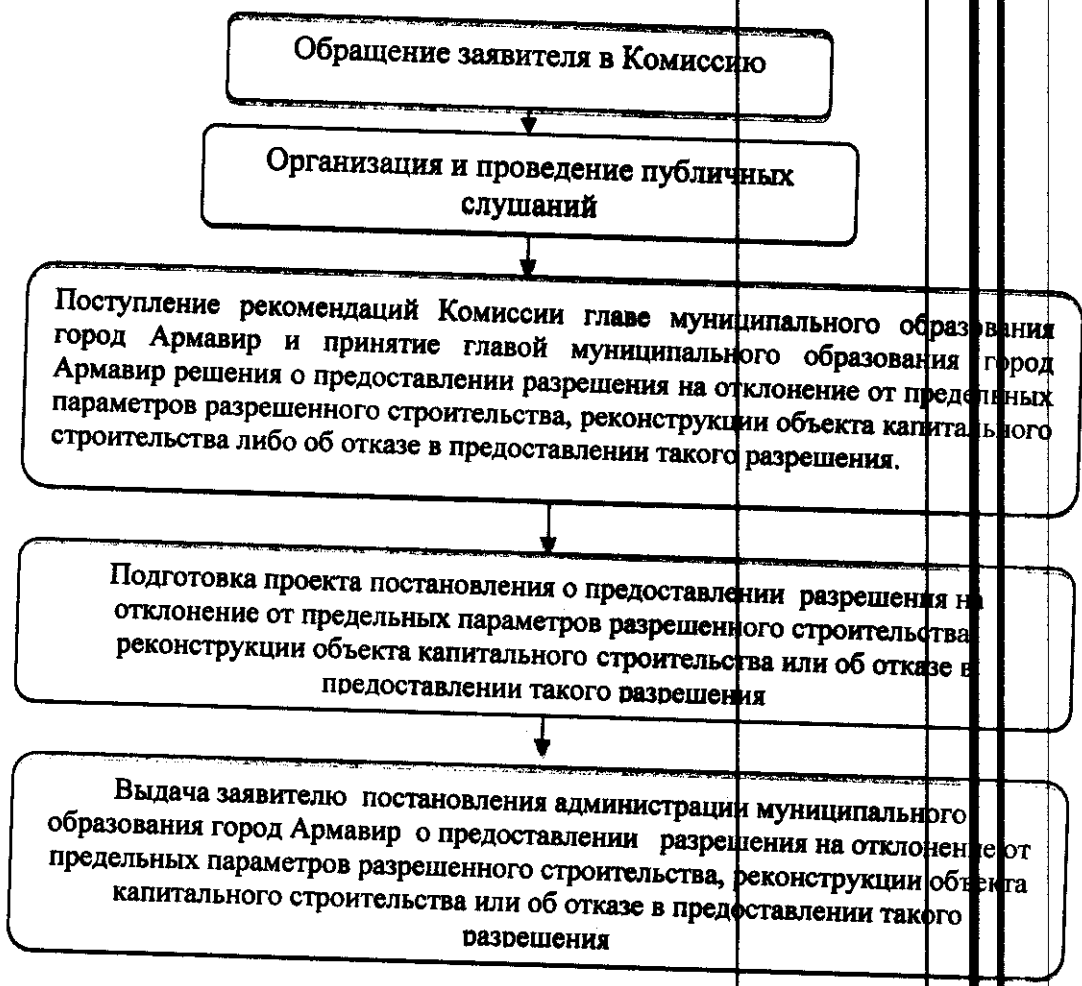 Обращение заявителя в Комиссию
Организация и проведение публичных
слушаний
Поступление рекомендаций Комиссии главе муниципального образования
город Армавир и принятие главой муниципального образования город
Армавир решения о предоставлении разрешения на отклонение от предельных
параметров разрешенного строительства, реконструкции объекта капитального
строительства либо об отказе в предоставлении такого разрешения.
Подготовка проекта постановления о предоставлении разрешения на
отклонение от предельных параметров разрешенного строительства,
реконструкции объекта капитального строительства или об отказе в
предоставлении такого разрешения
Выдача заявителю постановления администрации муниципального
образования город Армавир о предоставлении разрешения на отклонение от
предельных параметров разрешенного строительства, реконструкции объекта
капитального строительства или об отказе в предоставлении такого
разрешения